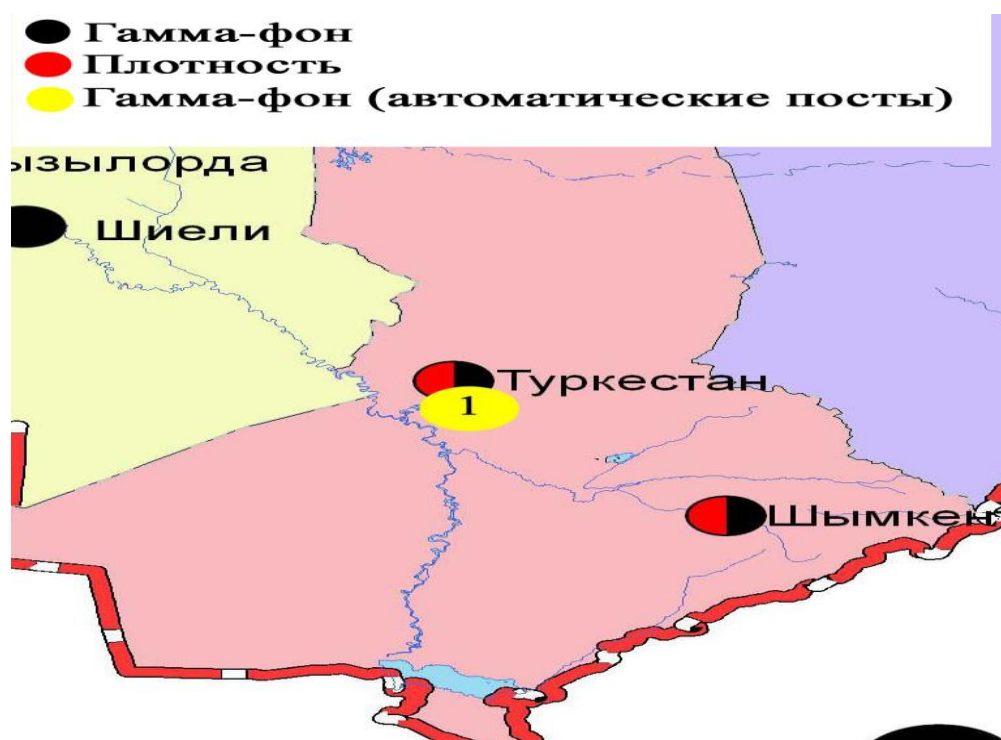 Гамма-фон
Плотность
Гамма-фон (автоматические посты)
ызылорда
Шиели
Туркестан
1
Шымкен